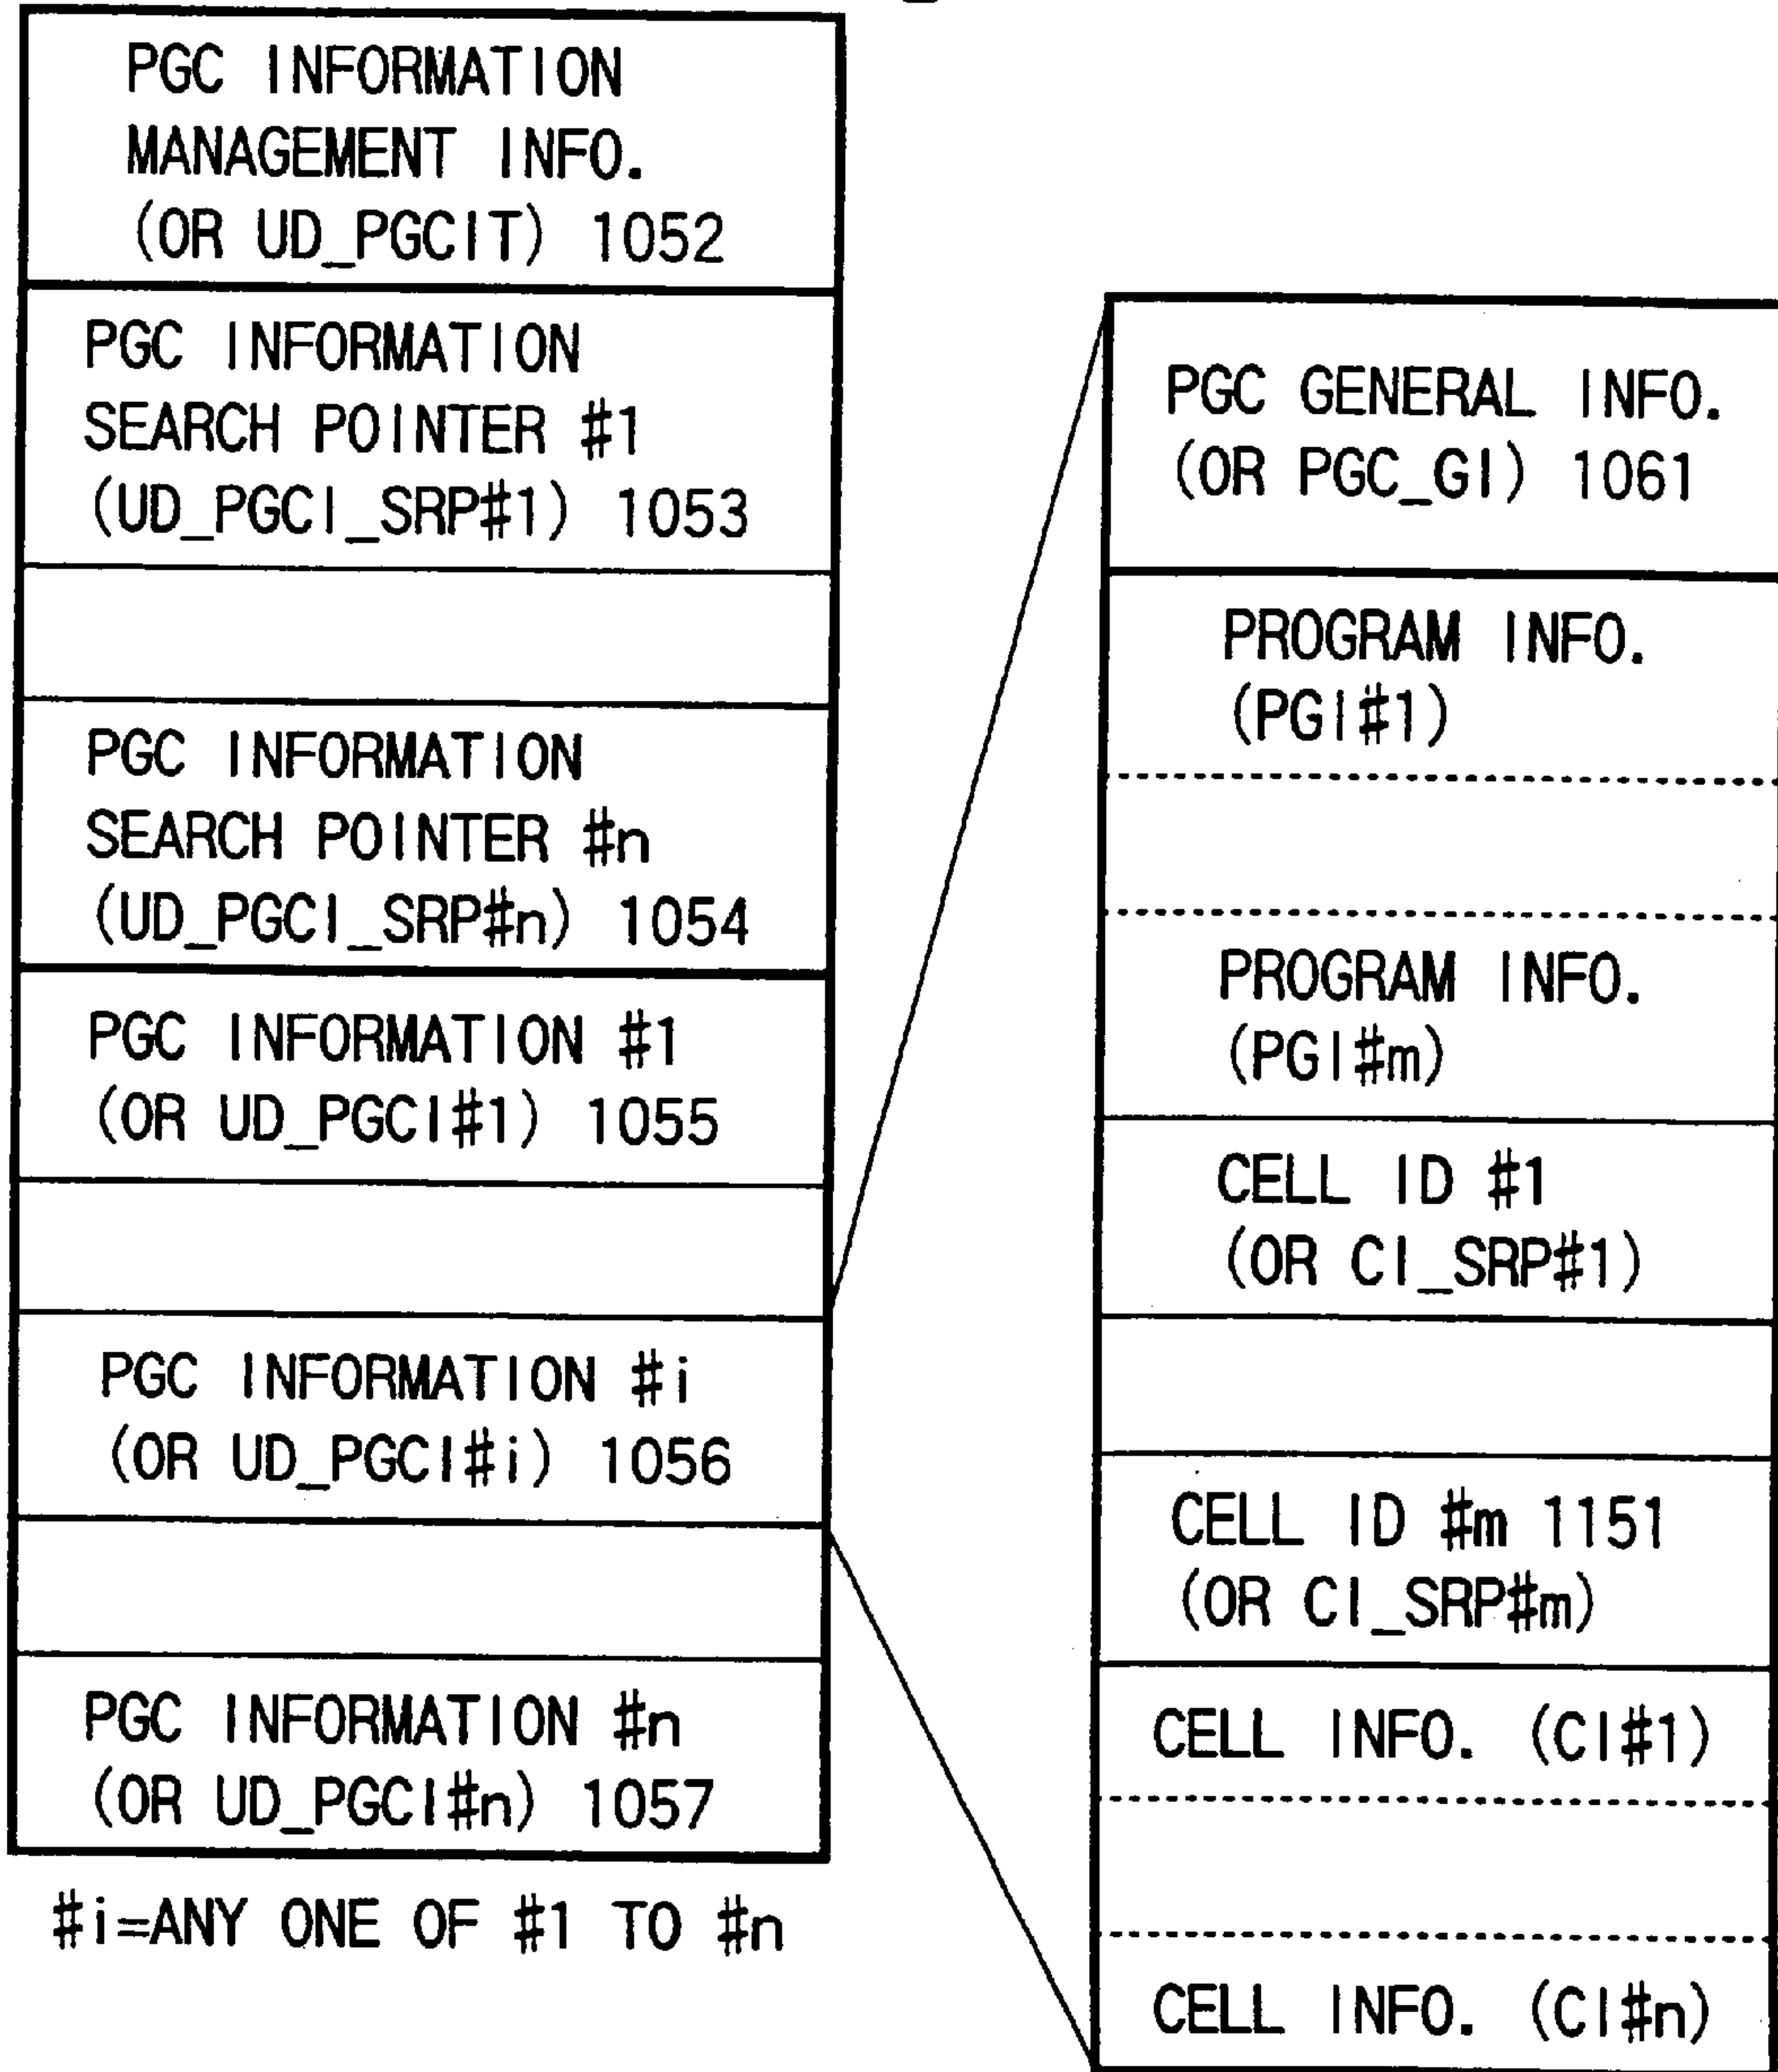 PGC INFORMATION
MANAGEMENT INFO.
(OR UD_PGCIT) 1052
PGC INFORMATION
SEARCH POINTER #1
(UD_PGCI_SRP#1) 1053
PGC INFORMATION
SEARCH POINTER #n
(UD_PGCI_SRP#n) 1054
PGC INFORMATION #1
(OR UD_PGCI#1) 1055
PGC INFORMATION #i
(OR UD_PGCI#i) 1056
PGC INFORMATION #n
(OR UD_PGCI#n) 1057
#i=ANY ONE OF #1 TO #n
PGC GENERAL INFO.
(OR PGC_GI) 1061
PROGRAM INFO.
(PGI#1)
PROGRAM INFO.
(PGI#m)
CELL ID #1
(OR CI_SRP#1)
CELL ID #m 1151
(OR CI_SRP#m)
CELL INFO. (CI#1)
CELL INFO. (CI#n)